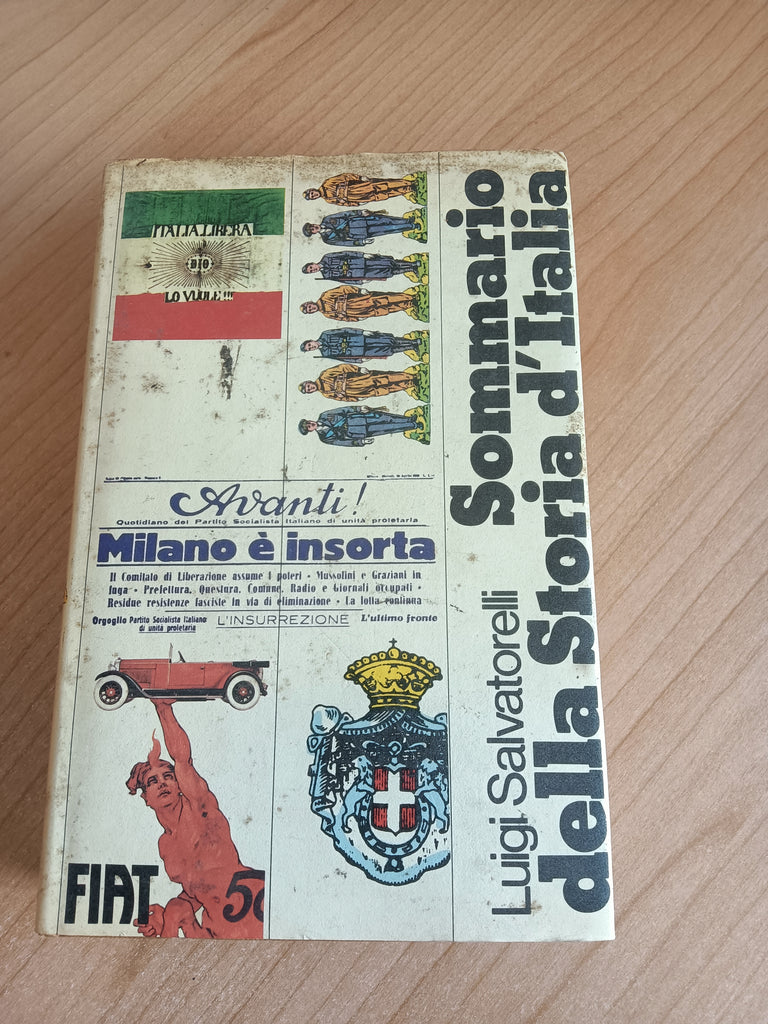 ITALIA LIBERA
DIO
LO VUOLE!!!
Avanti!
Quotidiano del Partito Socialista Italiano di unità proletaria
Milano è insorta
Il Comitato di Liberazione assume i poteri - Mussolini e Graziani in
fuga - Prefettura, Questura, Comune, Radio e Giornali occupati -
Residue resistenze fasciste in via di eliminazione - La lotta continua
Orgoglio Partito Socialista Italiano
di unità proletaria
L'INSURREZIONE
L'ultimo fronte
FIAT
50
Luigi Salvatorelli
Sommario
della Storia d'Italia